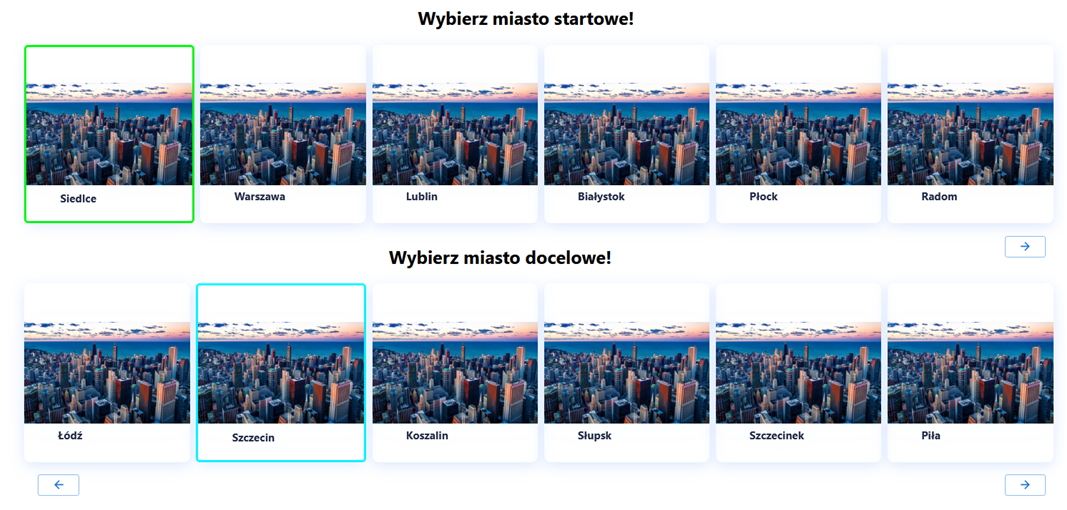 Wybierz miasto startowe!
Siedlce
Warszawa
Lublin
Białystok
Płock
Radom
Wybierz miasto docelowe!
Łódź
Szczecin
Koszalin
Słupsk
Szczecinek
Piła